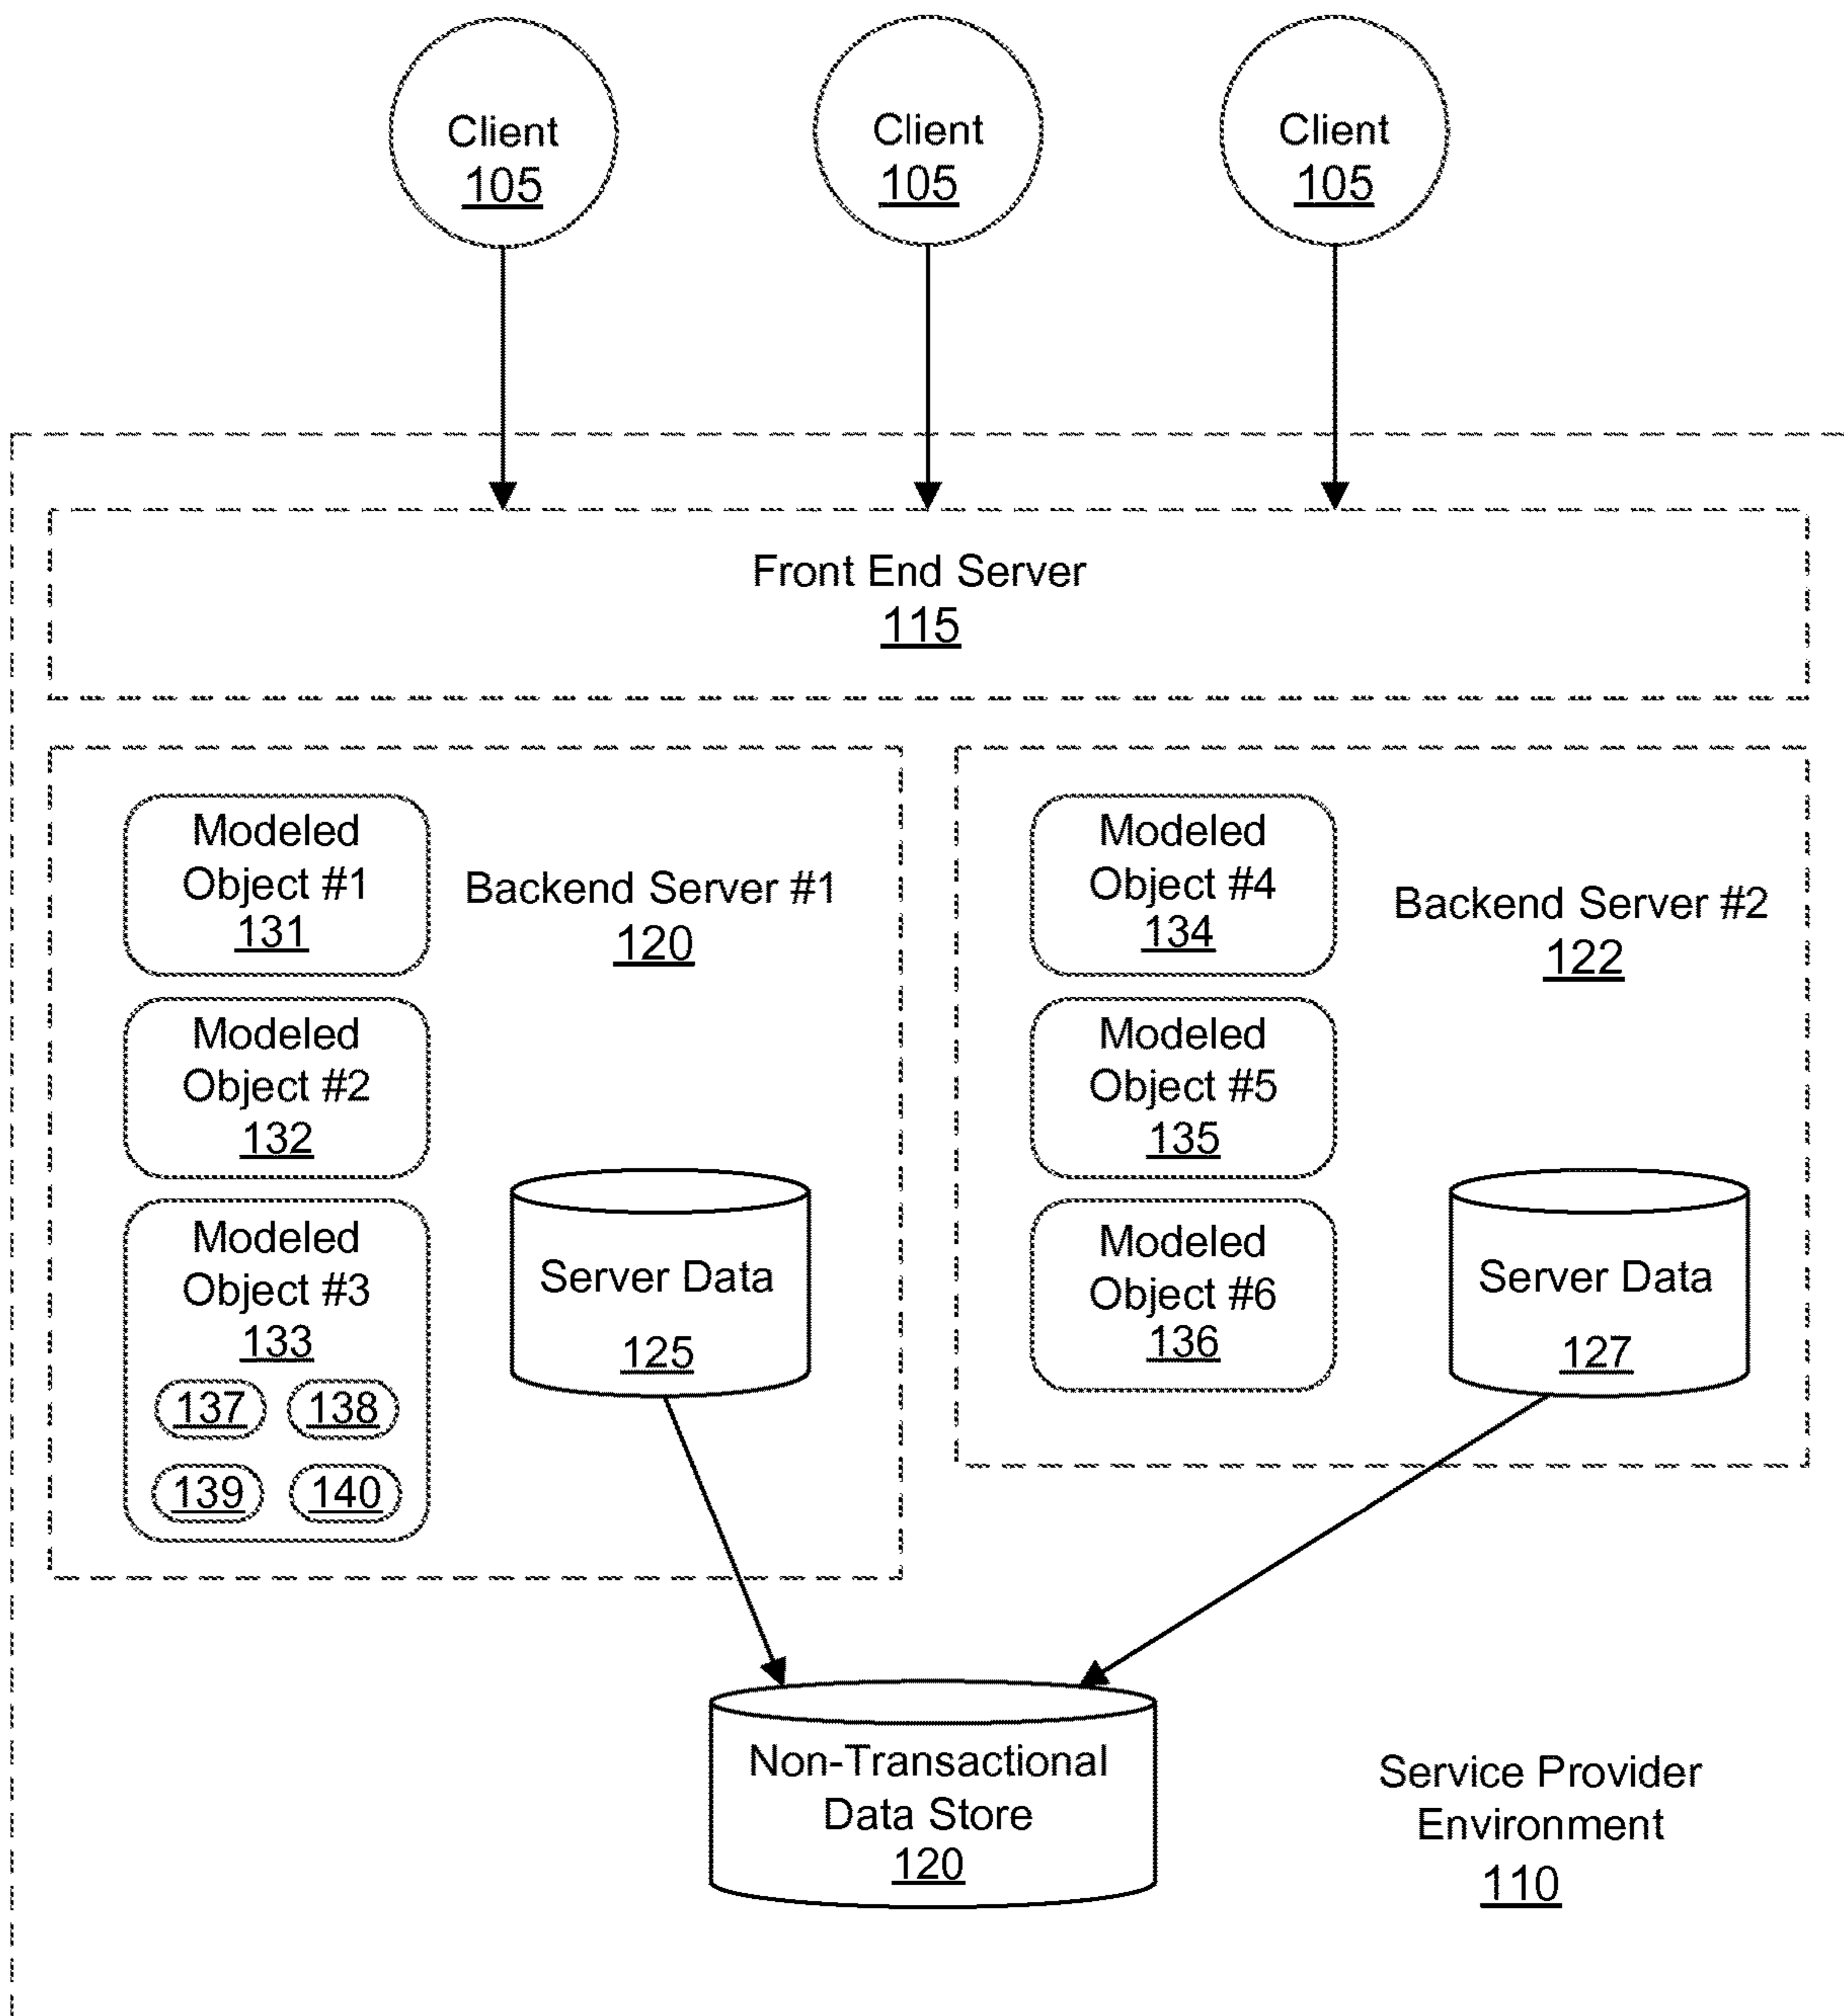 Client
105
Client
105
Client
105
Front End Server
115
Modeled
Object #1
131
Backend Server #1
120
Modeled
Object #2
132
Modeled
Object #3
133
137
138
139
140
Server Data
125
Modeled
Object #4
134
Backend Server #2
122
Modeled
Object #5
135
Modeled
Object #6
136
Server Data
127
Non-Transactional
Data Store
120
Service Provider
Environment
110